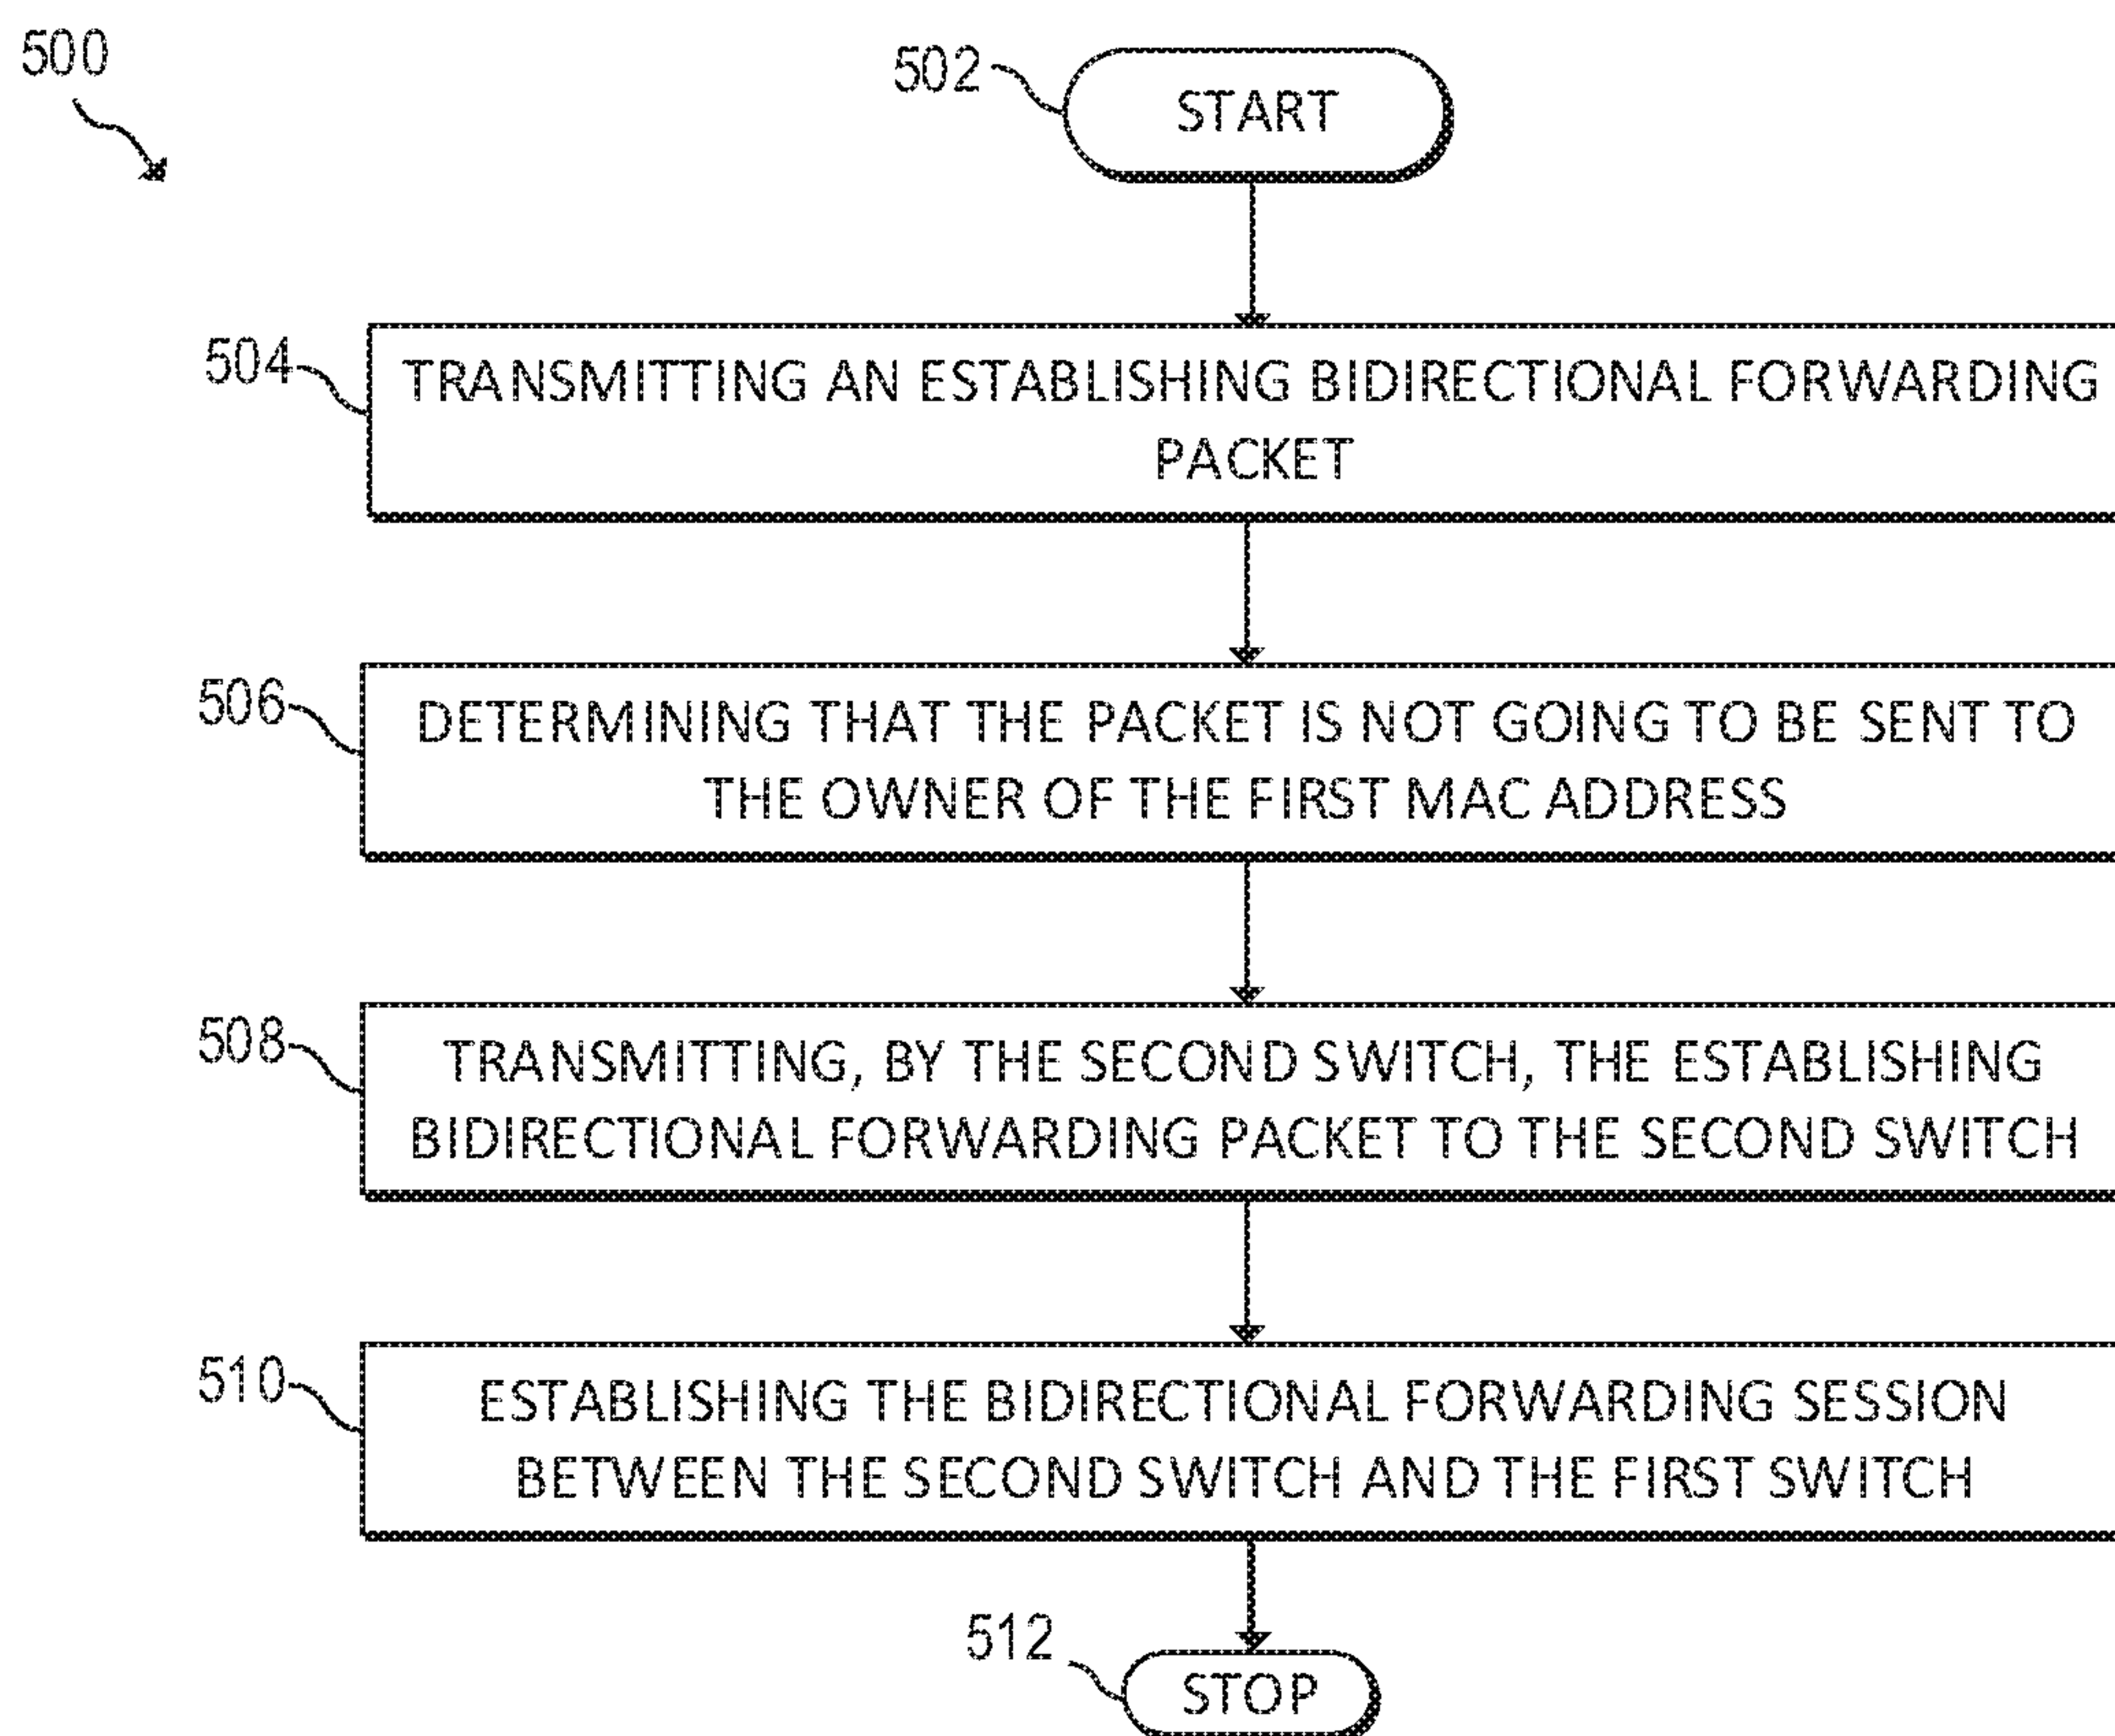 500
502
START
504
TRANSMITTING AN ESTABLISHING BIDIRECTIONAL FORWARDING
PACKET
506
DETERMINING THAT THE PACKET IS NOT GOING TO BE SENT TO
THE OWNER OF THE FIRST MAC ADDRESS
508
TRANSMITTING, BY THE SECOND SWITCH, THE ESTABLISHING
BIDIRECTIONAL FORWARDING PACKET TO THE SECOND SWITCH
510
ESTABLISHING THE BIDIRECTIONAL FORWARDING SESSION
BETWEEN THE SECOND SWITCH AND THE FIRST SWITCH
512
STOP